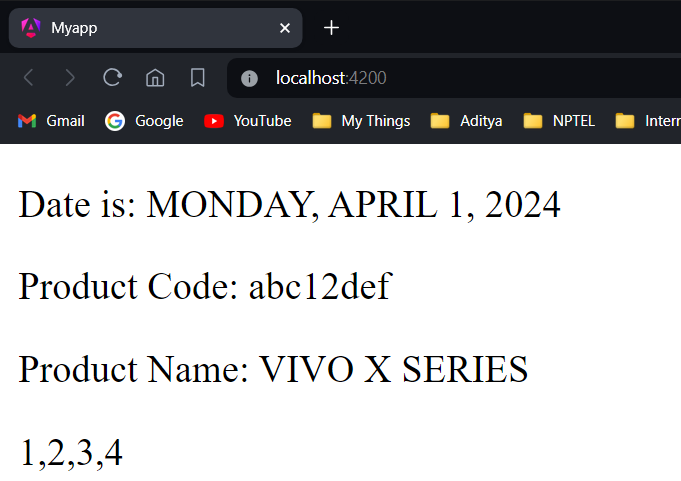 Myapp
localhost:4200
Gmail Google YouTube My Things Aditya NPTEL
Date is: MONDAY, APRIL 1, 2024
Product Code: abc12def
Product Name: VIVO X SERIES
1,2,3,4